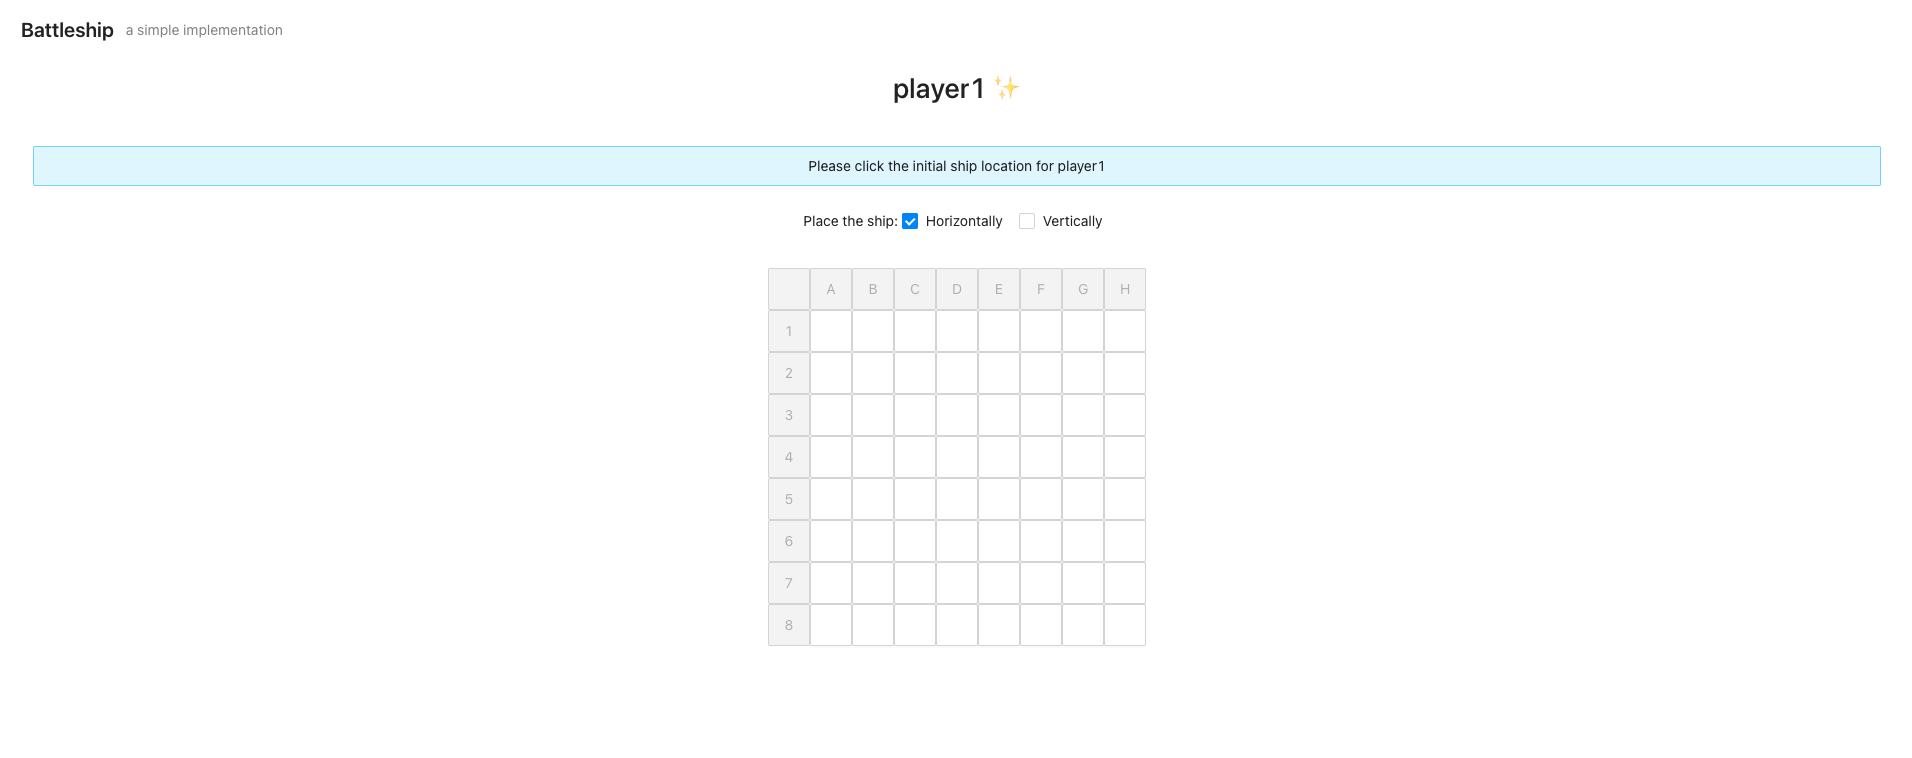 Battleship a simple implementation
player1 ✨
Please click the initial ship location for player1
Place the ship: Horizontally Vertically
A B C D E F G H
1
2
3
4
5
6
7
8